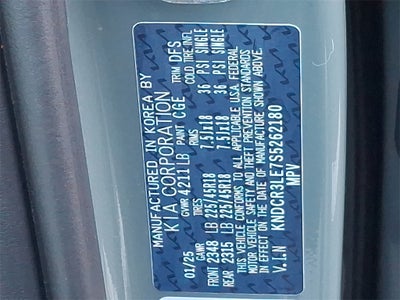 MANUFACTURED IN KOREA BY
KIA CORPORATION
GVWR 4,211LB PAINT CGE TRIM DFS
01/25 GAWR TIRES COLD TIRE INFL
FRONT 2348 LB 225/45R18 7.5Jx18 36 PSI SINGLE
REAR 2315 LB 225/45R18 7.5Jx18 36 PSI SINGLE
THIS VEHICLE CONFORMS TO ALL APPLICABLE U.S.A. FEDERAL
MOTOR VEHICLE SAFETY AND THEFT PREVENTION STANDARDS
IN EFFECT ON THE DATE OF MANUFACTURE SHOWN ABOVE.
V.I.N KNDCR3LE7S5262180
MPV